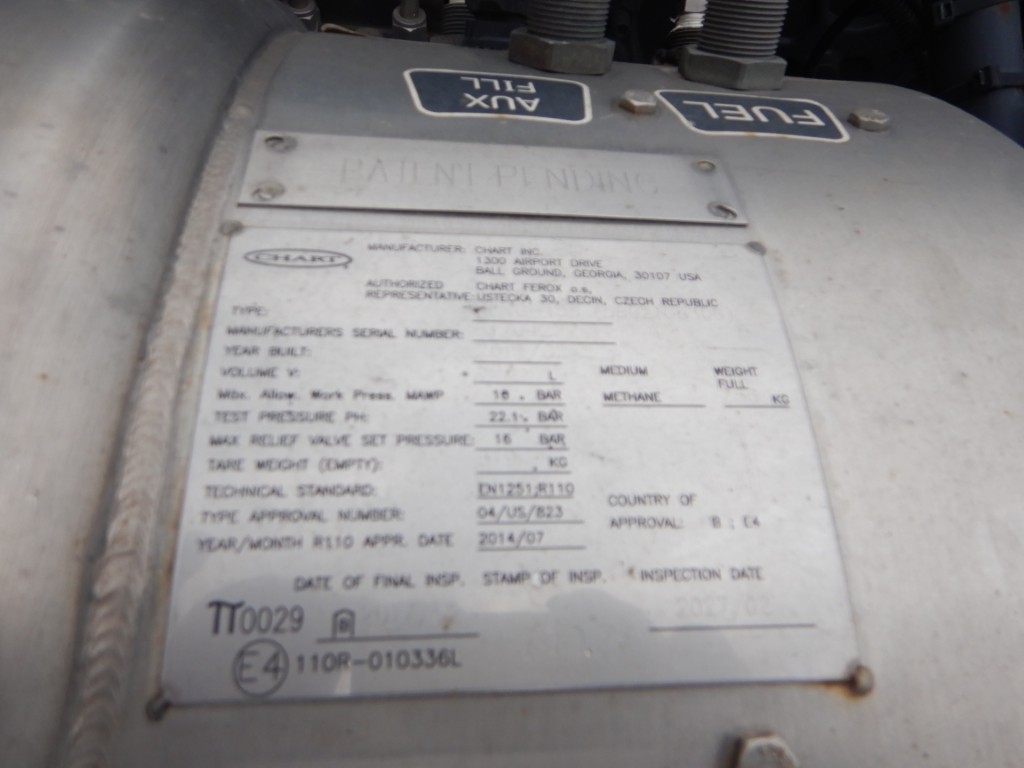 AUX
FILL
FUEL
PATENT PENDING
CHART
MANUFACTURER: CHART INC.
1300 AIRPORT DRIVE
BALL GROUND, GEORGIA, 30107 USA
AUTHORIZED CHART FEROX a.s,
REPRESENTATIVE: USTECKA 30, DECIN, CZECH REPUBLIC
TYPE:
MANUFACTURERS SERIAL NUMBER:
YEAR BUILT:
VOLUME V: L MEDIUM WEIGHT
FULL
Max. Allow. Work Press. MAWP 16 . BAR METHANE KG
TEST PRESSURE PH: 22.1 BAR
MAX RELIEF VALVE SET PRESSURE: 16 BAR
TARE WEIGHT (EMPTY): KG
TECHNICAL STANDARD: EN1251;R110
TYPE APPROVAL NUMBER: 04/US/823
COUNTRY OF
APPROVAL: B ; E4
YEAR/MONTH R110 APPR. DATE 2014/07
DATE OF FINAL INSP. STAMP OF INSP. INSPECTION DATE
π0029 B 2027/02
E4 110R-010336L